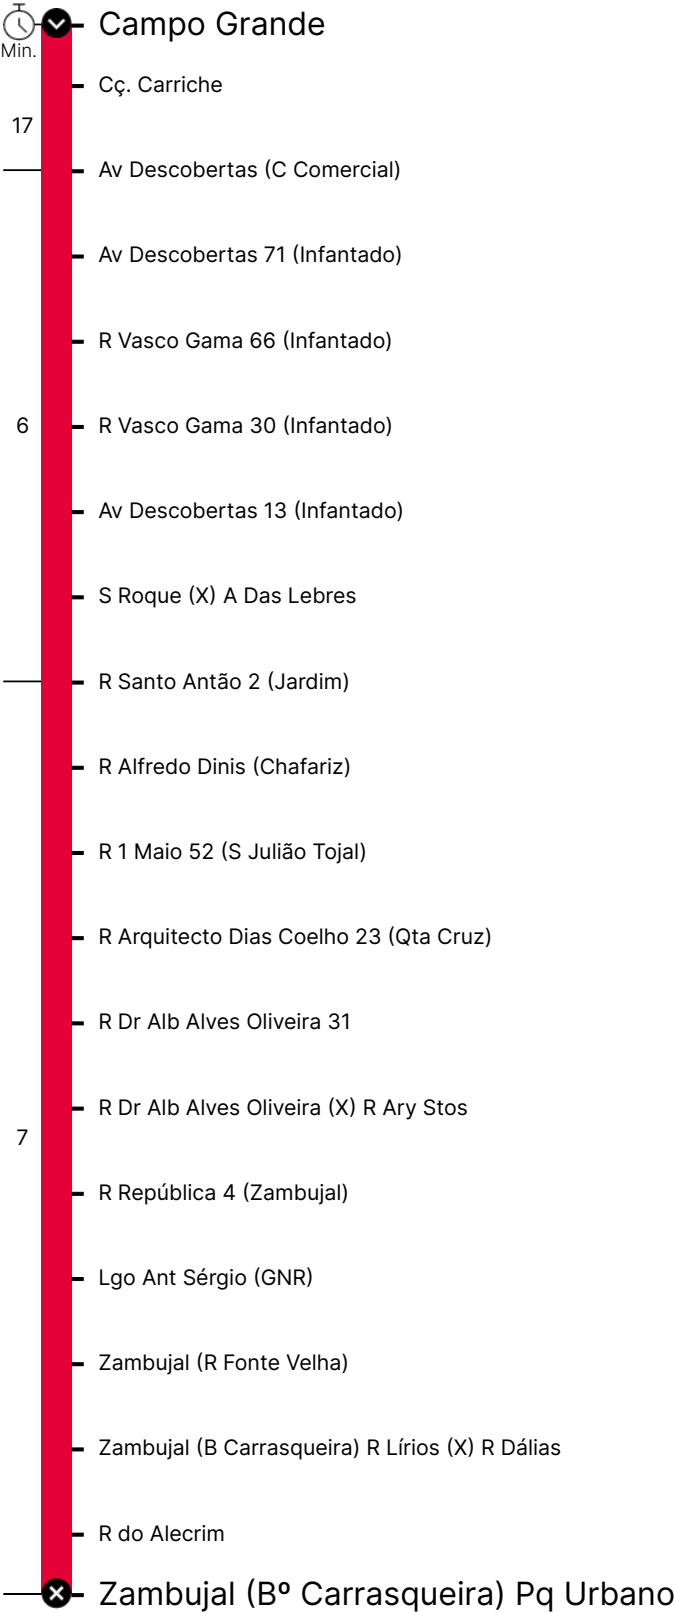 Campo Grande
Min.
Cç. Carriche
17
Av Descobertas (C Comercial)
Av Descobertas 71 (Infantado)
R Vasco Gama 66 (Infantado)
6
R Vasco Gama 30 (Infantado)
Av Descobertas 13 (Infantado)
S Roque (X) A Das Lebres
R Santo Antão 2 (Jardim)
R Alfredo Dinis (Chafariz)
R 1 Maio 52 (S Julião Tojal)
R Arquitecto Dias Coelho 23 (Qta Cruz)
R Dr Alb Alves Oliveira 31
R Dr Alb Alves Oliveira (X) R Ary Stos
7
R República 4 (Zambujal)
Lgo Ant Sérgio (GNR)
Zambujal (R Fonte Velha)
Zambujal (B Carrasqueira) R Lírios (X) R Dálias
R do Alecrim
Zambujal (Bº Carrasqueira) Pq Urbano